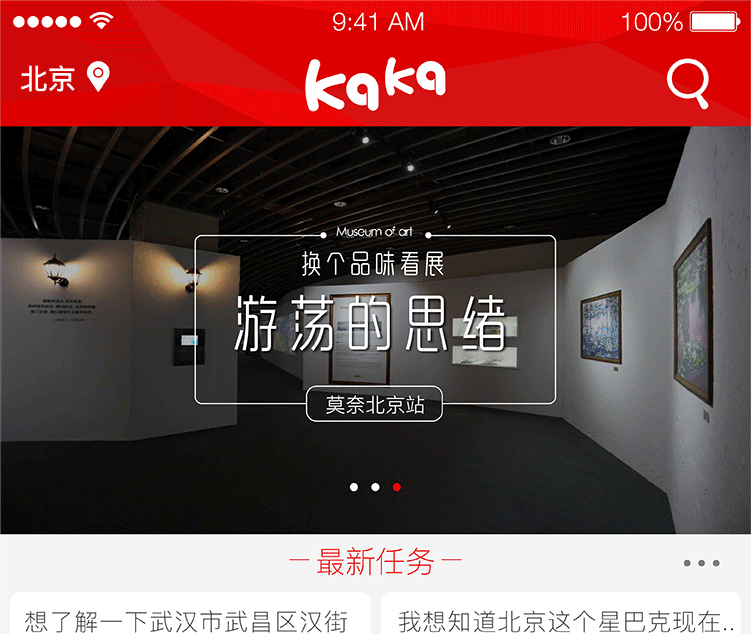 9:41 AM
100%
北京
kaka
Museum of art
换个品味看展
游荡的思绪
莫奈北京站
最新任务
想了解一下武汉市武昌区汉街
我想知道北京这个星巴克现在..